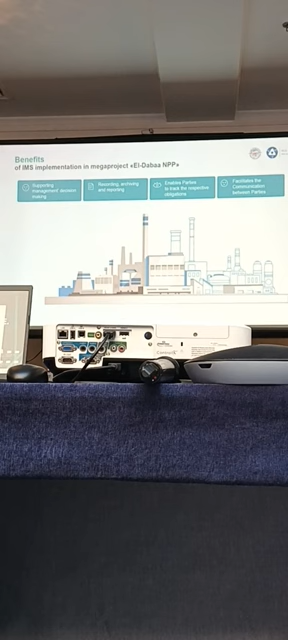 Benefits
of IMS implementation in megaproject «El-Dabaa NPP»
Supporting
management decision
making
Recording, archiving
and reporting
Enables Parties
to track the respective
obligations
Facilitates the
Communication
between Parties